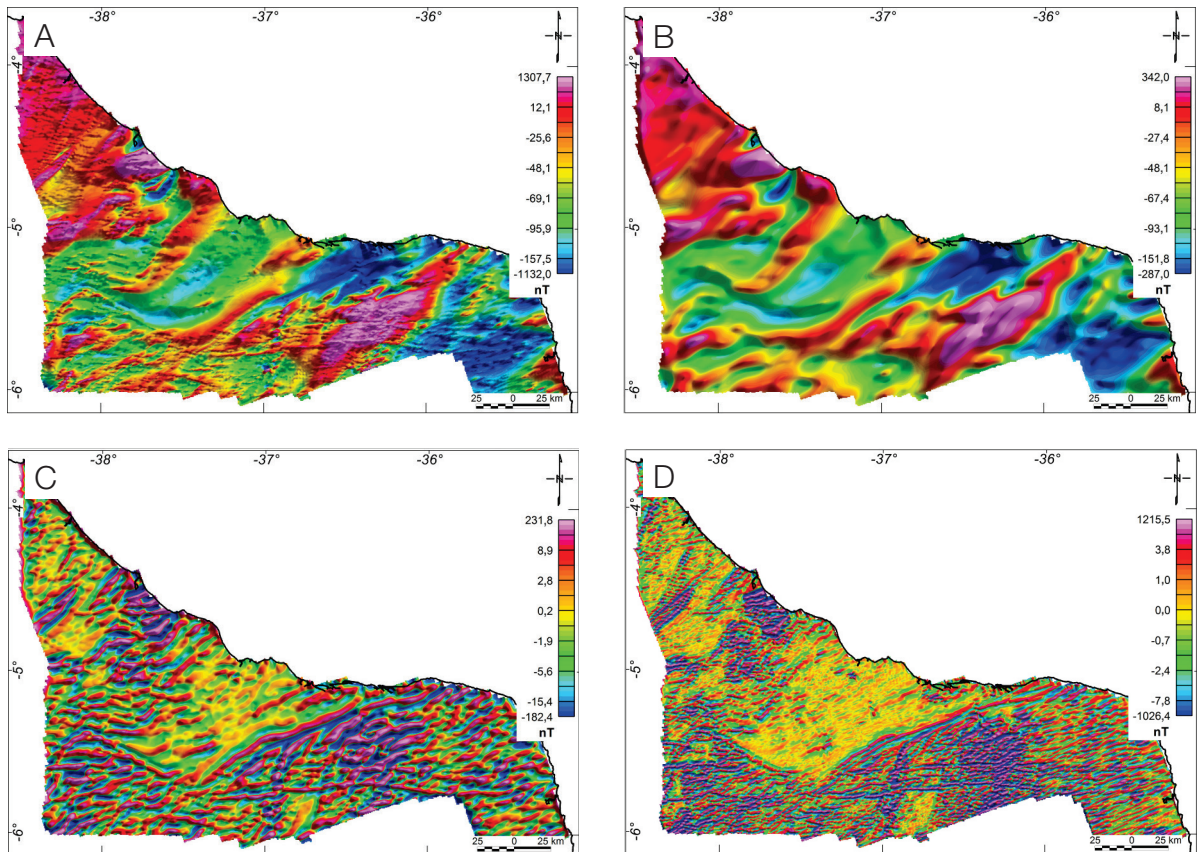 A
-38° -37° -36°
N
-4°
-5°
-6°
1307,7
12,1
-25,6
-48,1
-69,1
-95,9
-157,5
-1132,0
nT
25 0 25 km
B
-38° -37° -36°
N
-4°
-5°
-6°
342,0
8,1
-27,4
-48,1
-67,4
-93,1
-151,8
-287,0
nT
25 0 25 km
C
-38° -37° -36°
N
-4°
-5°
-6°
231,8
8,9
2,8
0,2
-1,9
-5,6
-15,4
-182,4
nT
25 0 25 km
D
-38° -37° -36°
N
-4°
-5°
-6°
1215,5
3,8
1,0
0,0
-0,7
-2,4
-7,8
-1026,4
nT
25 0 25 km